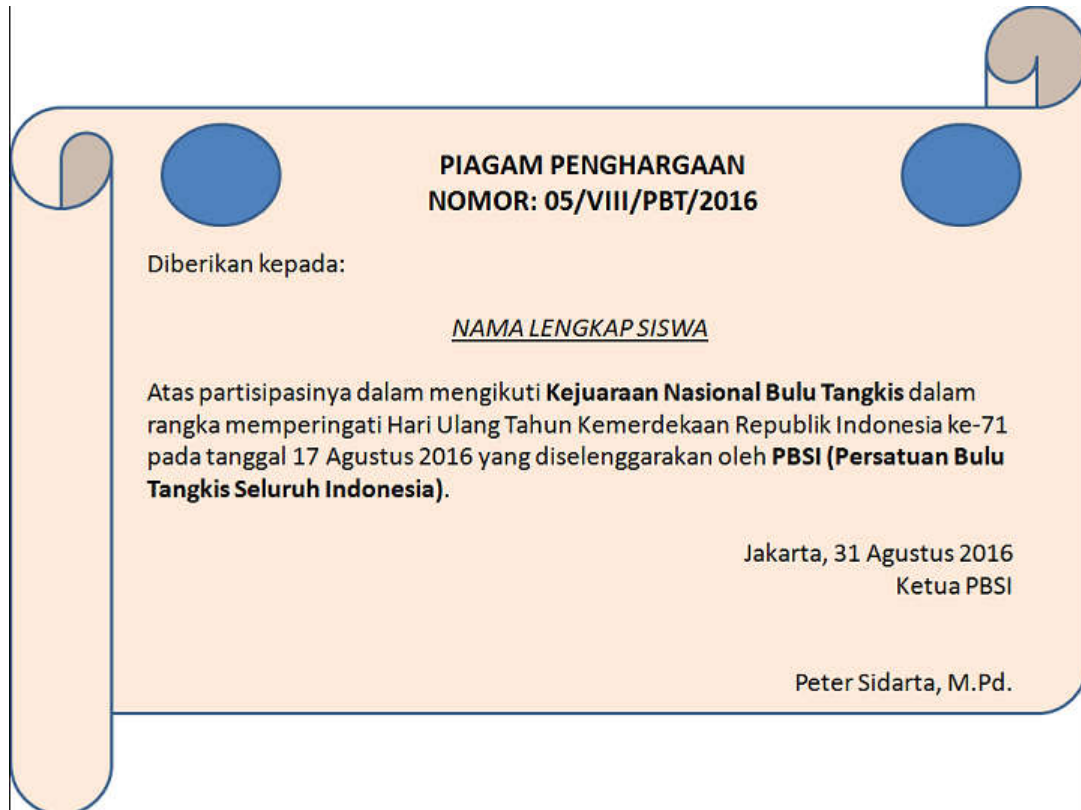 PIAGAM PENGHARGAAN
NOMOR: 05/VIII/PBT/2016
Diberikan kepada:
NAMA LENGKAP SISWA
Atas partisipasinya dalam mengikuti Kejuaraan Nasional Bulu Tangkis dalam
rangka memperingati Hari Ulang Tahun Kemerdekaan Republik Indonesia ke-71
pada tanggal 17 Agustus 2016 yang diselenggarakan oleh PBSI (Persatuan Bulu
Tangkis Seluruh Indonesia).
Jakarta, 31 Agustus 2016
Ketua PBSI
Peter Sidarta, M.Pd.